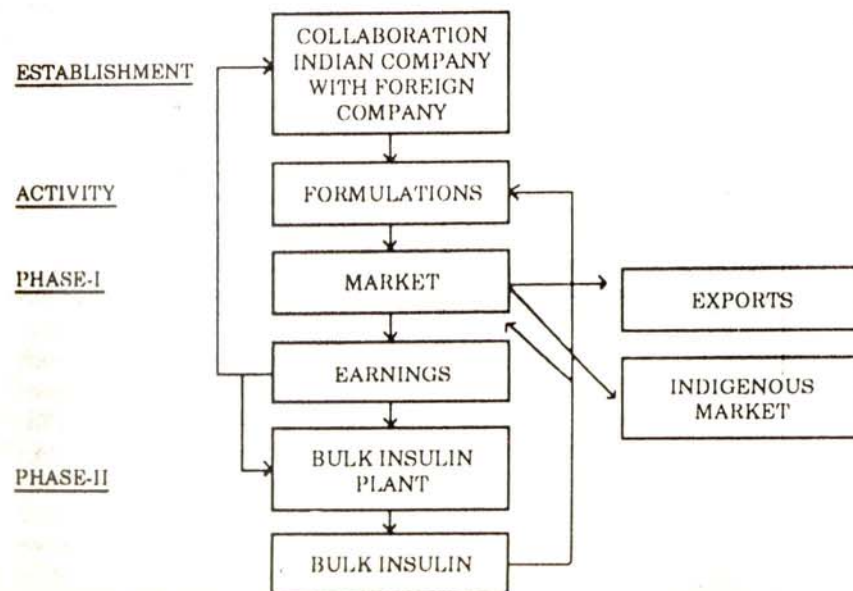 ESTABLISHMENT
COLLABORATION
INDIAN COMPANY
WITH FOREIGN
COMPANY
ACTIVITY
FORMULATIONS
PHASE-I
MARKET
EXPORTS
EARNINGS
INDIGENOUS
MARKET
PHASE-II
BULK INSULIN
PLANT
BULK INSULIN